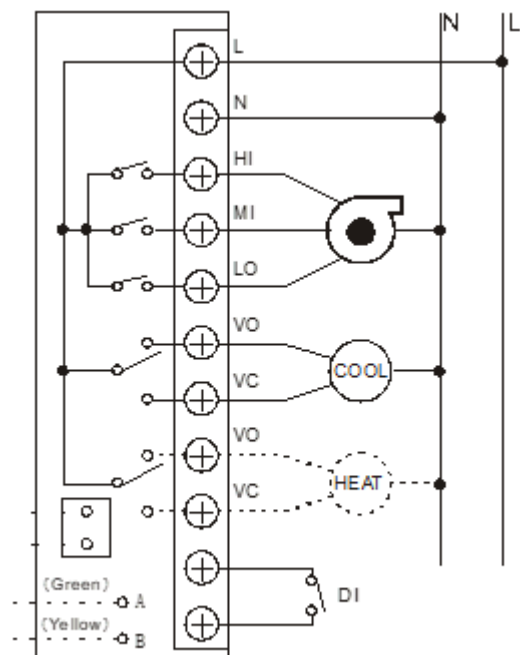 N L
L
N
HI
MI
LO
VO
COOL
VC
VO
HEAT
VC
(Green)
A
DI
(Yellow)
B